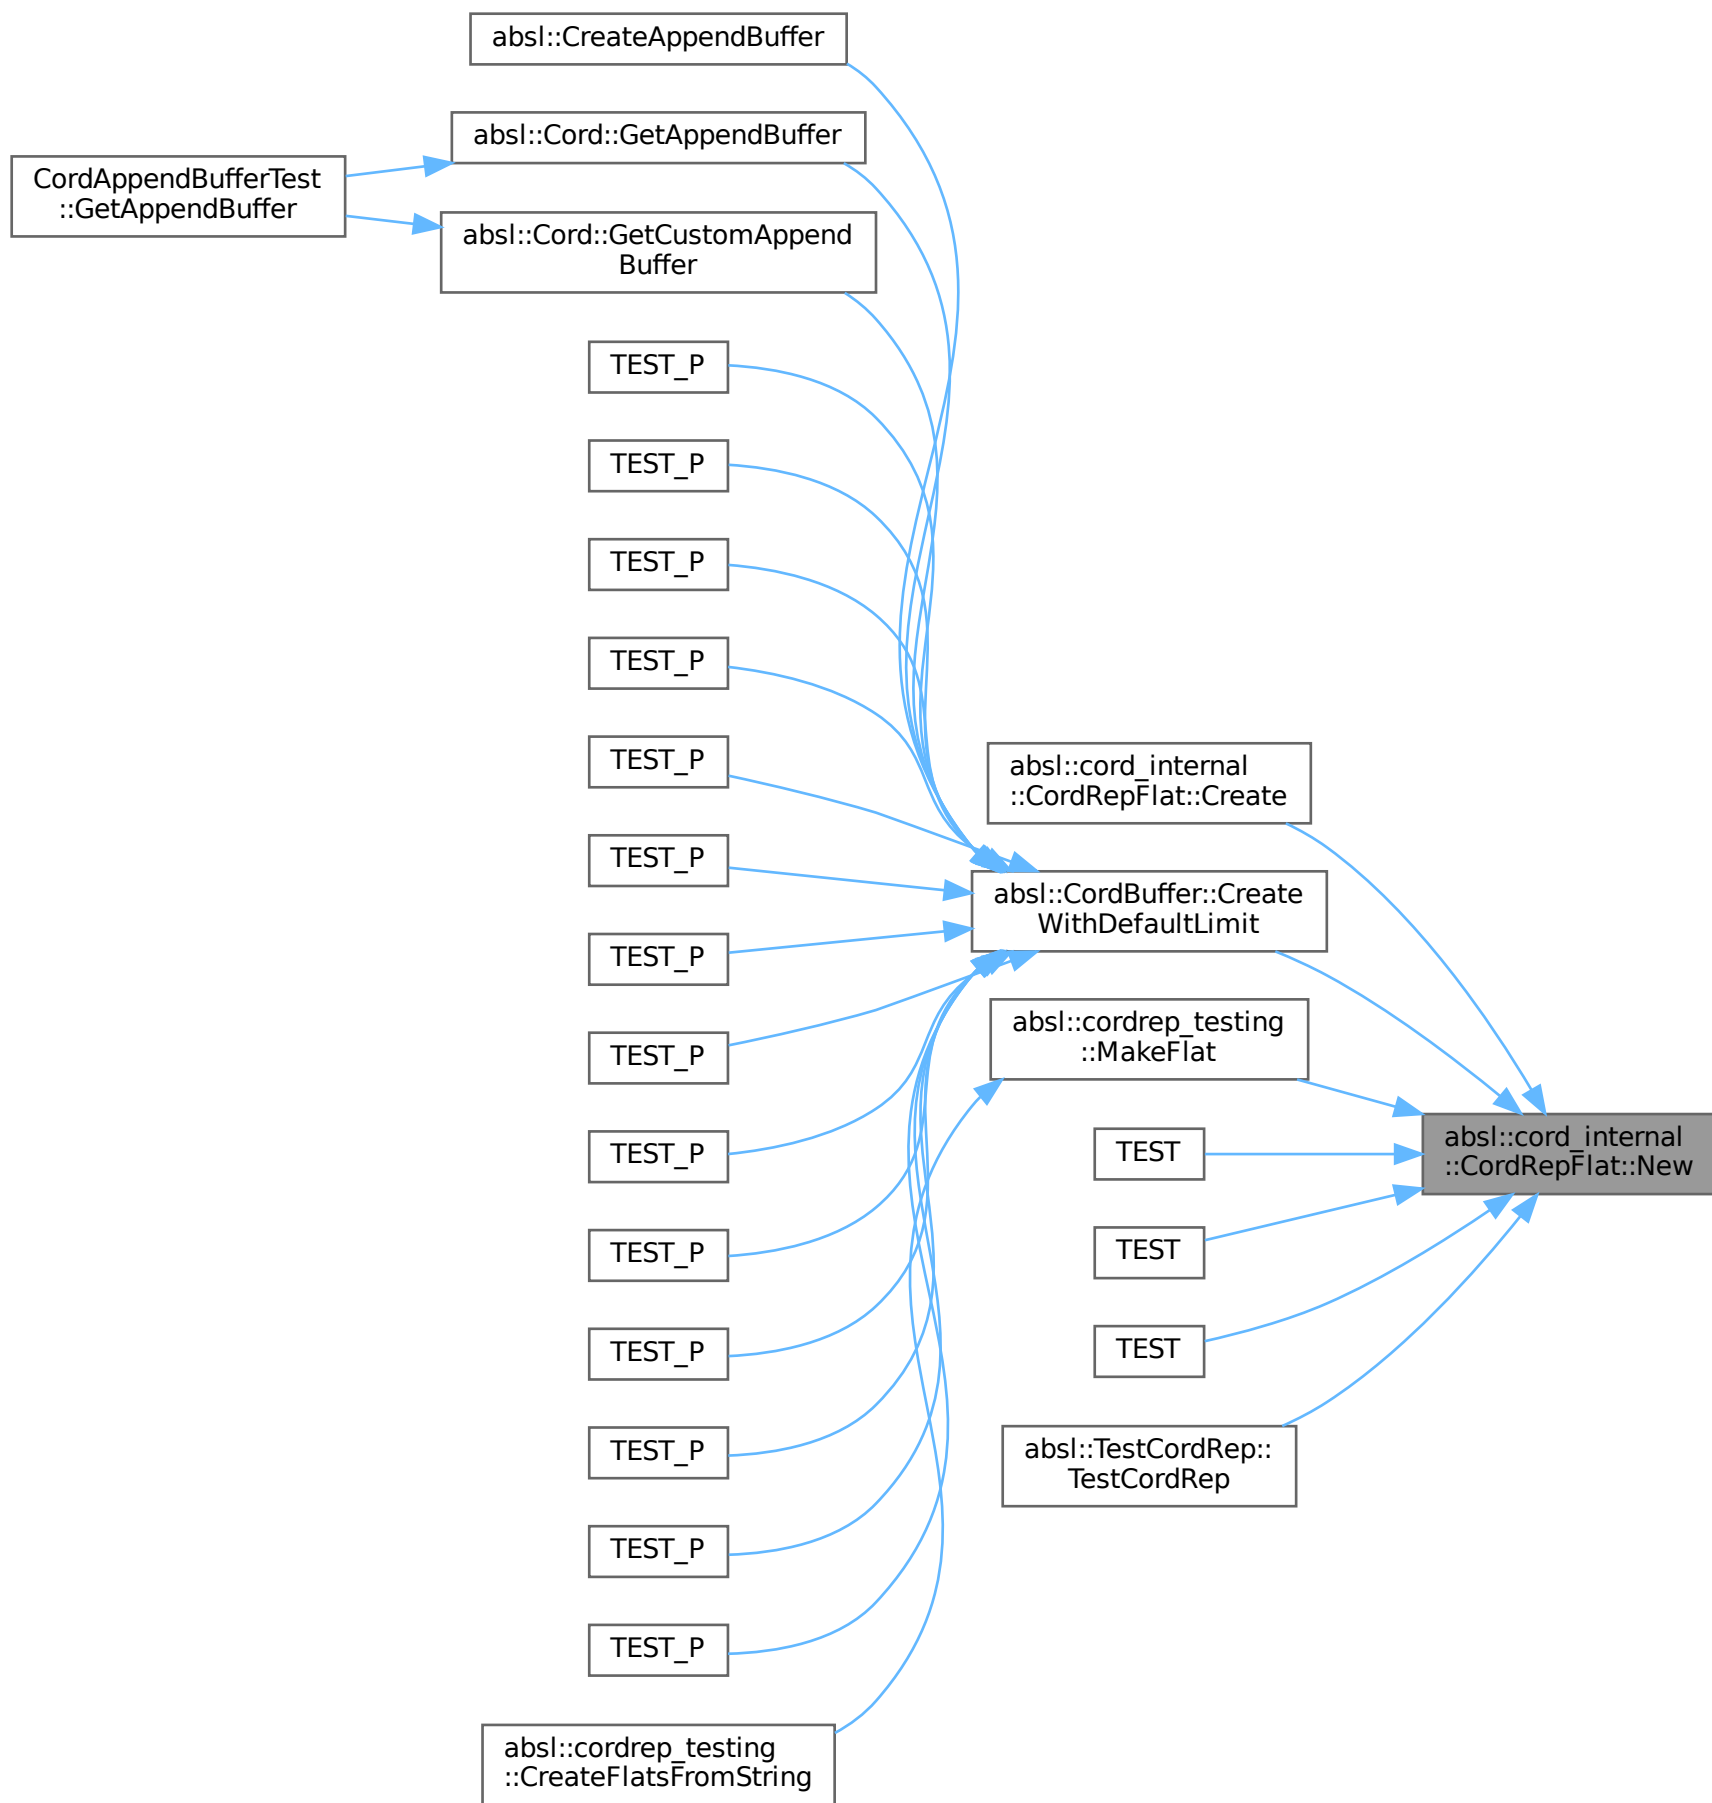 absl::CreateAppendBuffer
absl::Cord::GetAppendBuffer
CordAppendBufferTest
::GetAppendBuffer
absl::Cord::GetCustomAppend
Buffer
TEST_P
TEST_P
TEST_P
TEST_P
TEST_P
absl::cord_internal
::CordRepFlat::Create
TEST_P
absl::CordBuffer::Create
WithDefaultLimit
TEST_P
absl::cordrep_testing
::MakeFlat
TEST_P
absl::cord_internal
::CordRepFlat::New
TEST
TEST_P
TEST
TEST_P
TEST
TEST_P
absl::TestCordRep::
TestCordRep
TEST_P
TEST_P
TEST_P
absl::cordrep_testing
::CreateFlatsFromString